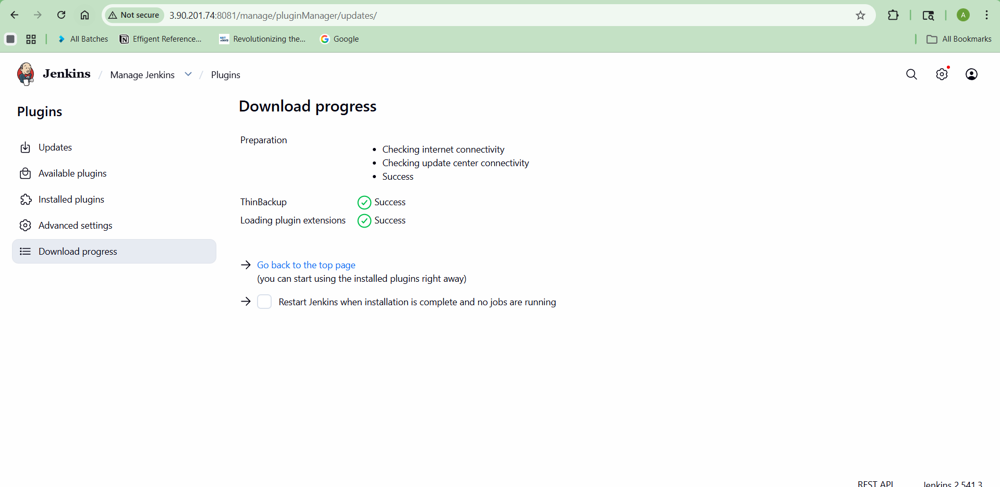 Not secure 3.90.201.74:8081/manage/pluginManager/updates/
A
All Batches Effigent Reference... Revolutionizing the... Google All Bookmarks
Jenkins / Manage Jenkins / Plugins
Plugins
Updates
Available plugins
Installed plugins
Advanced settings
Download progress
Download progress
Preparation
• Checking internet connectivity
• Checking update center connectivity
• Success
ThinBackup Success
Loading plugin extensions Success
Go back to the top page
(you can start using the installed plugins right away)
Restart Jenkins when installation is complete and no jobs are running
REST API Jenkins 2.541.3